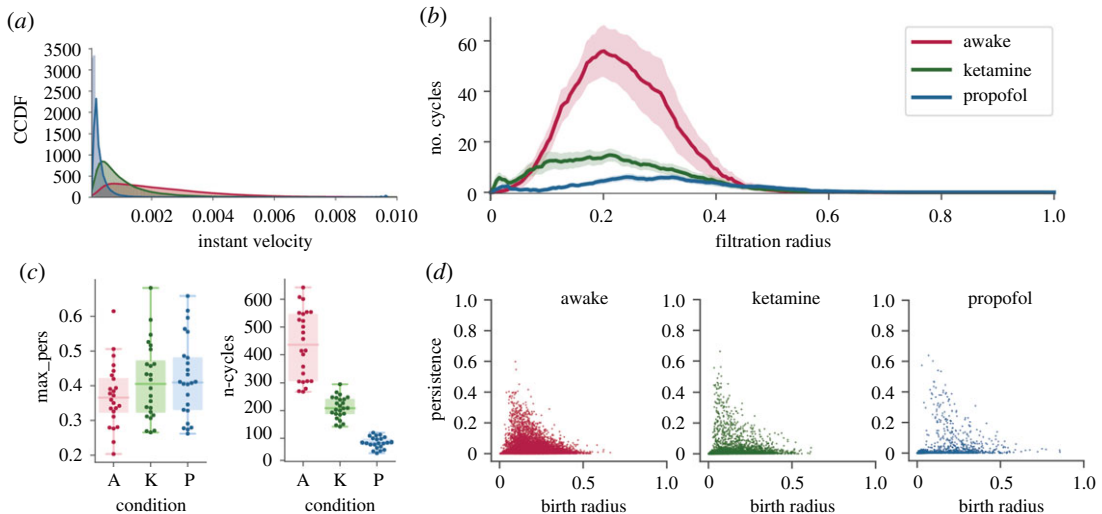 (a)
CCDF
3500
3000
2500
2000
1500
1000
500
0
0.002
0.004
0.006
0.008
0.010
instant velocity
(b)
no. cycles
60
40
20
0
0
0.2
0.4
0.6
0.8
1.0
filtration radius
awake
ketamine
propofol
(c)
max_pers
0.6
0.5
0.4
0.3
0.2
A K P
condition
n-cycles
600
500
400
300
200
100
0
A K P
condition
(d)
persistence
awake
1.0
0.8
0.6
0.4
0.2
0
0 0.5 1.0
birth radius
ketamine
1.0
0.8
0.6
0.4
0.2
0
0 0.5 1.0
birth radius
propofol
1.0
0.8
0.6
0.4
0.2
0
0 0.5 1.0
birth radius